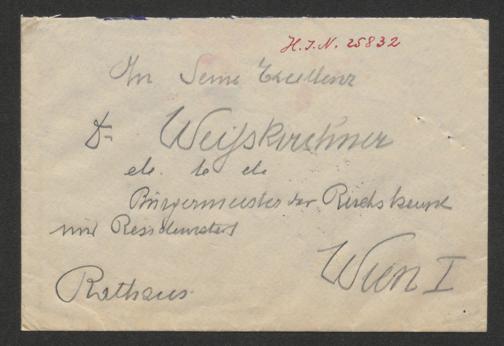 H.I.N. 25832
An Seine Excellenz
Dr Weisskirchner
etc. etc etc
Bürgermeister der Reichshaupt
und Residenzstadt
Wien I
Rathaus.